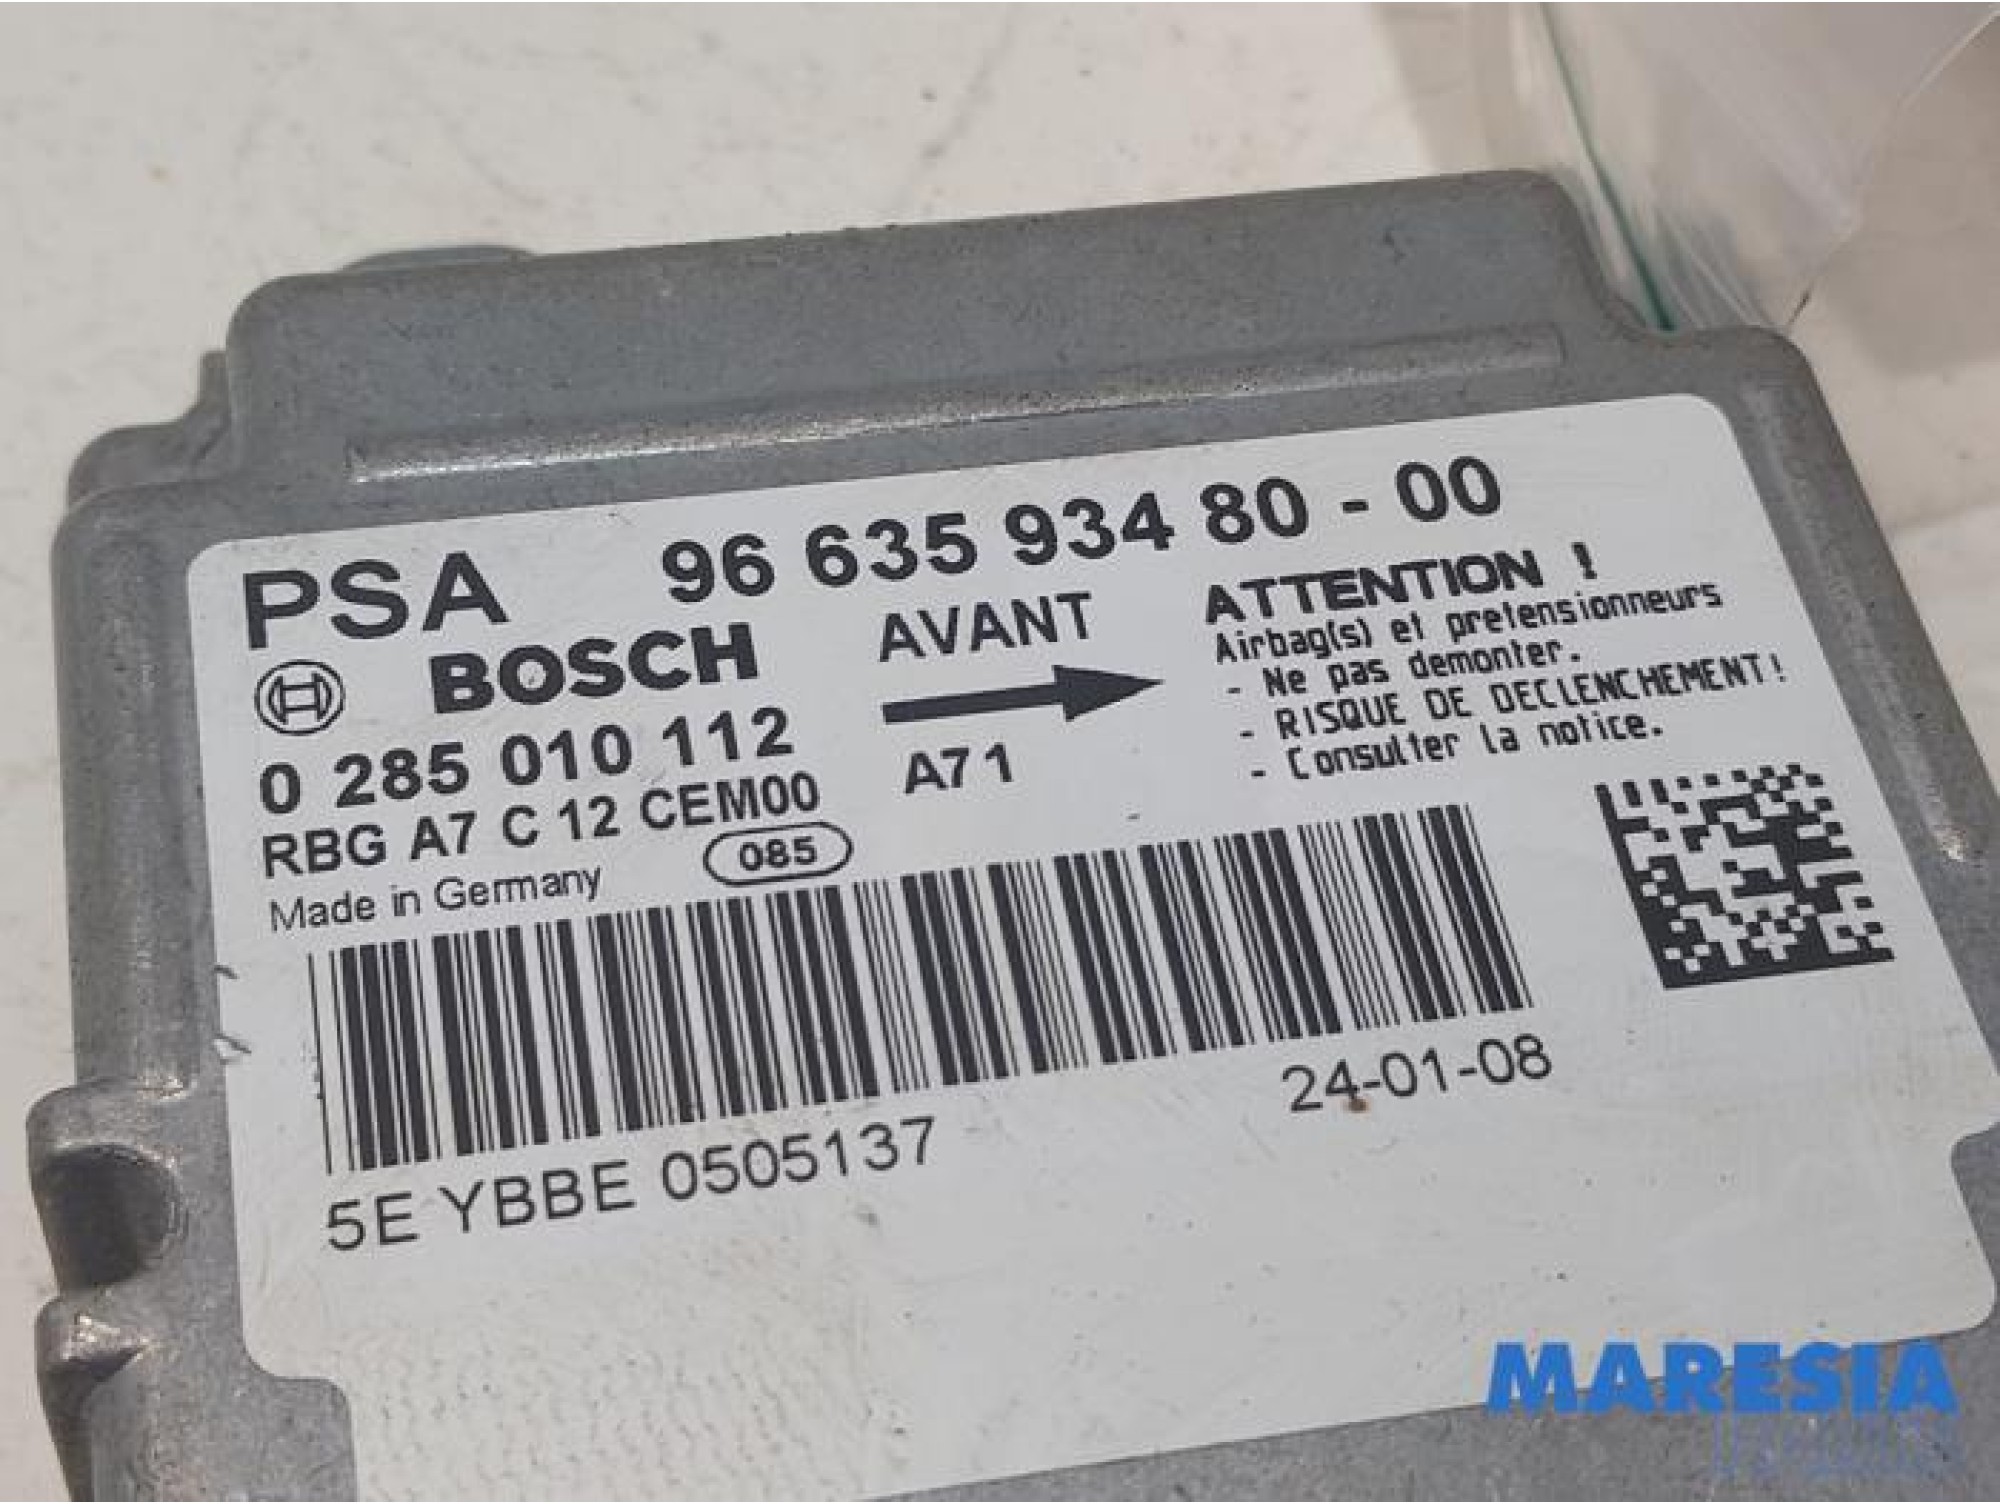 PSA 96 635 934 80 - 00
BOSCH
0 285 010 112
RBG A7 C 12 CEM00
Made in Germany
085
AVANT
A71
ATTENTION !
Airbag(s) et pretensionneurs
- Ne pas demonter.
- RISQUE DE DECLENCHEMENT!
- Consulter la notice.
5E YBBE 0505137
24-01-08
MARESIA